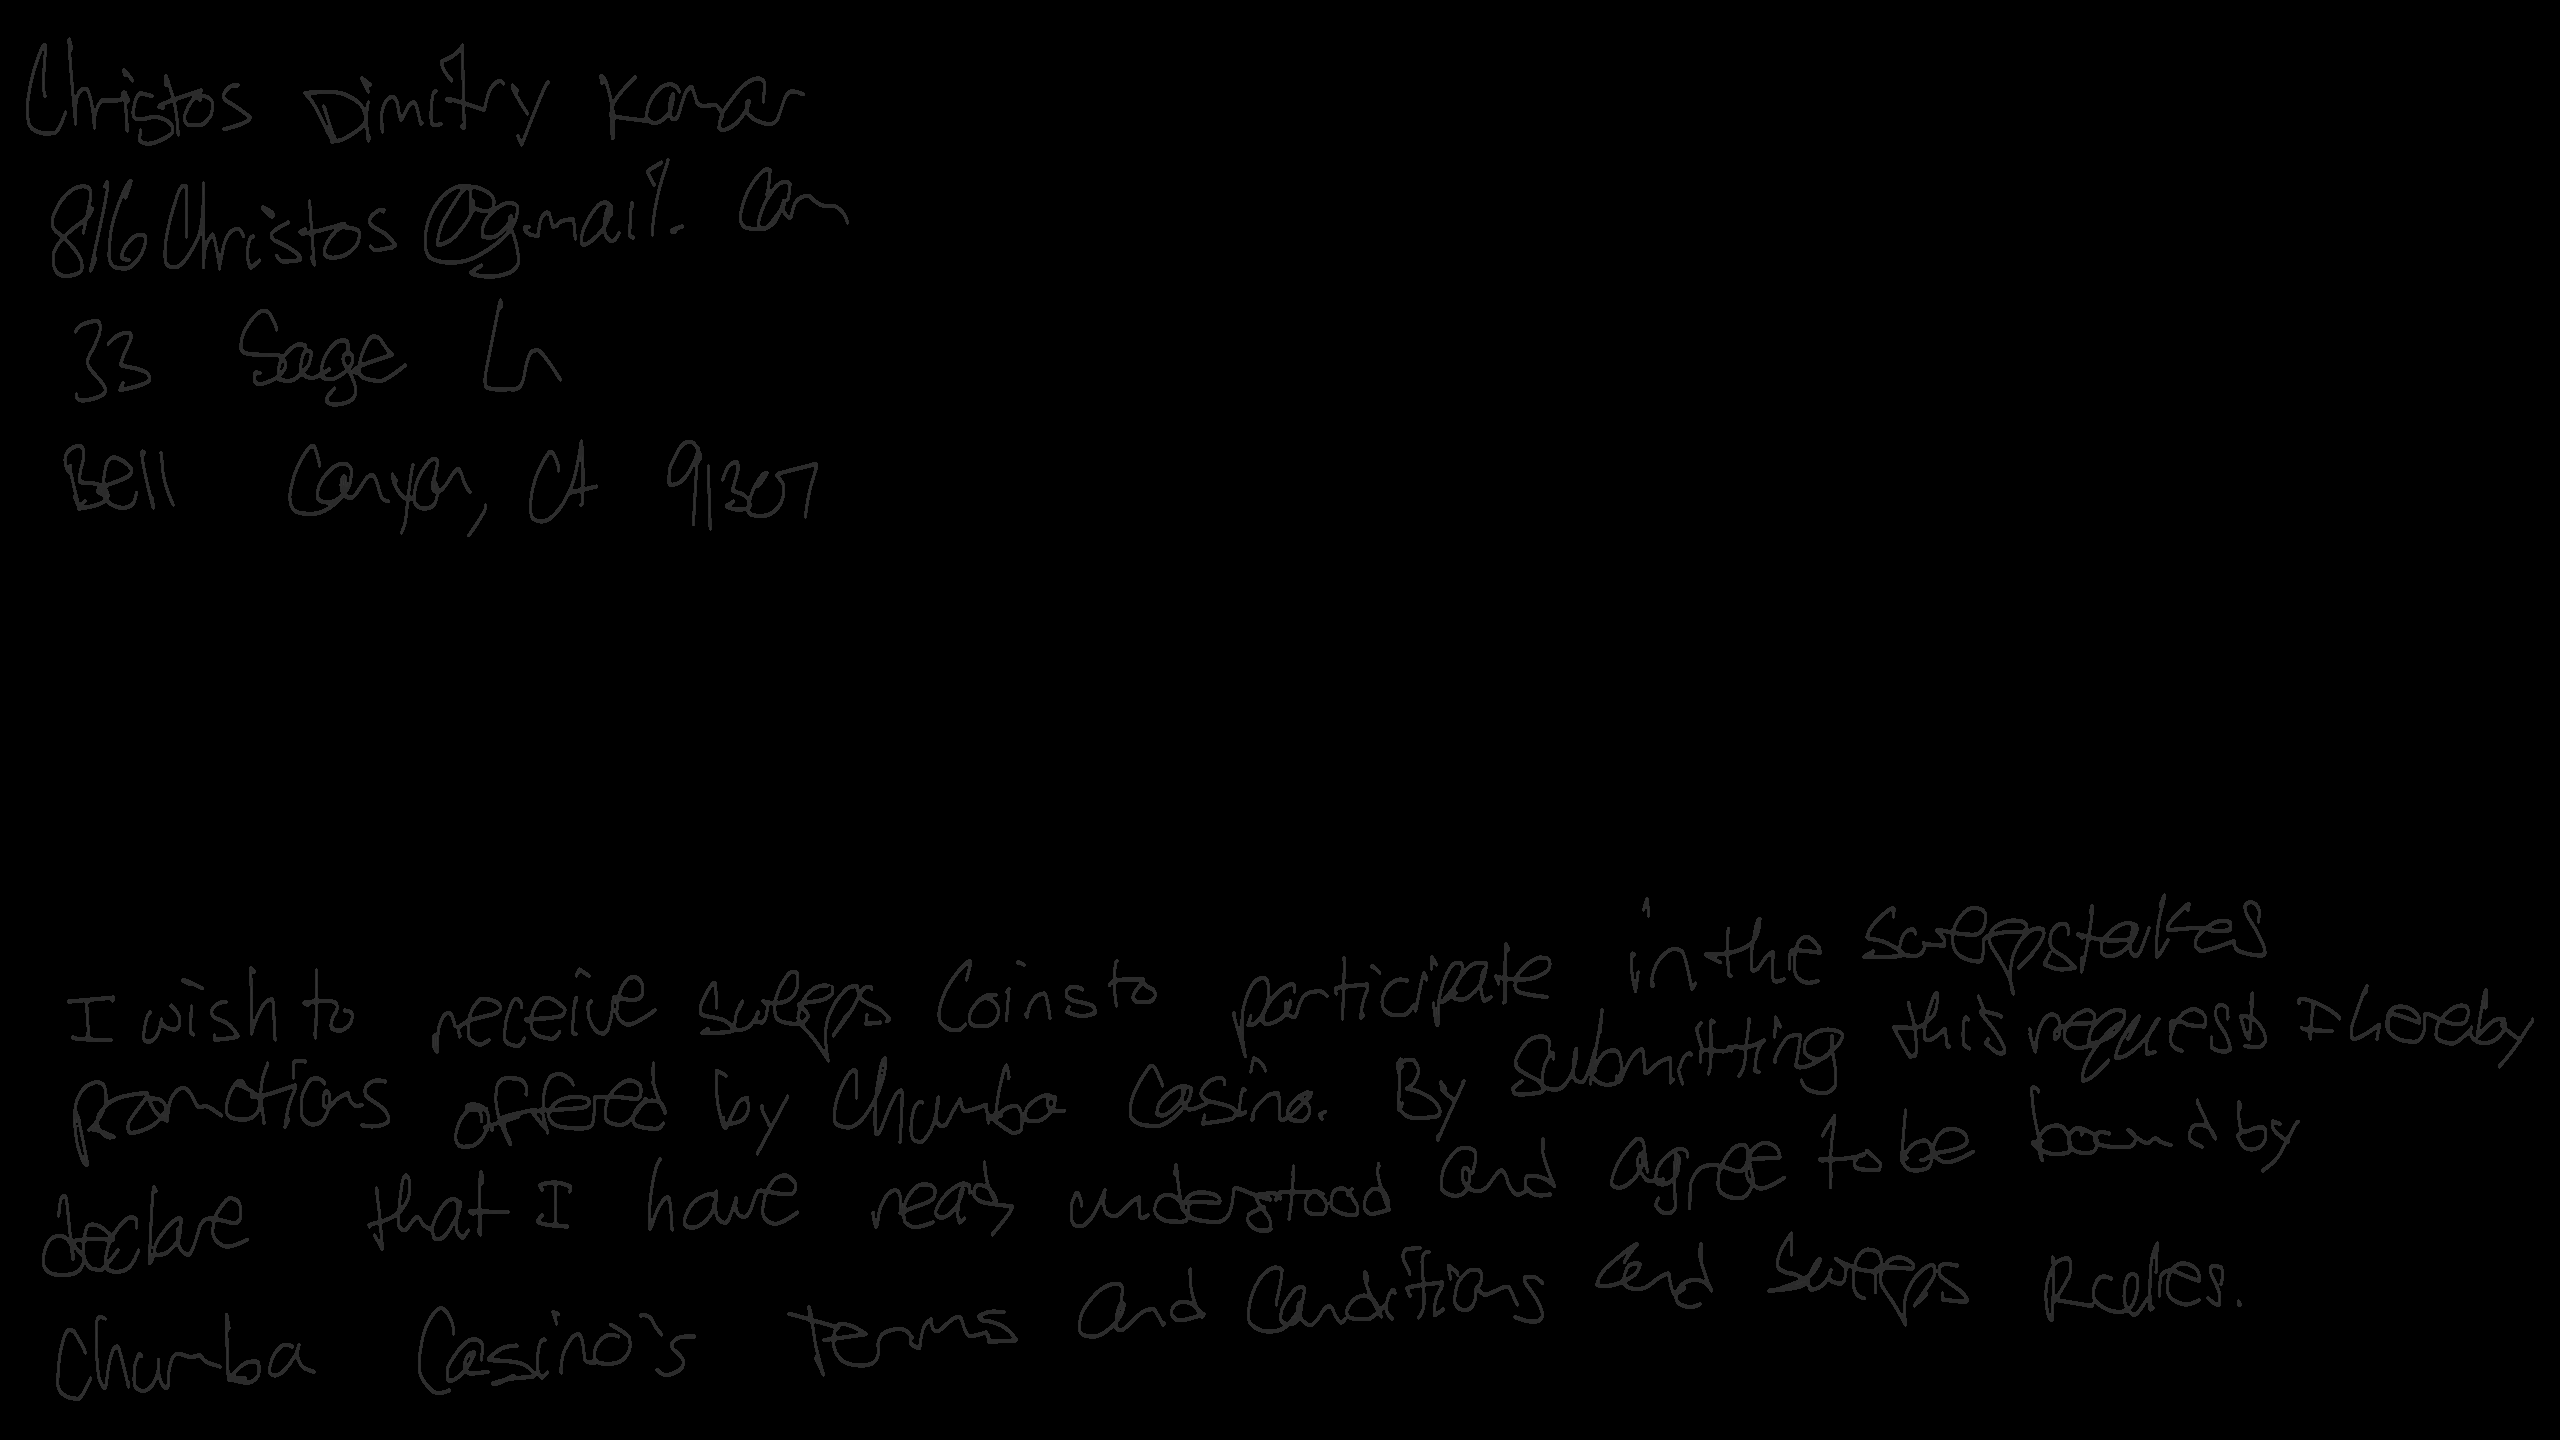 Christos Dimitry Kamar
816Christos@gmail.com
33 Sage Ln
Bell Canyon, CA 91307
I wish to receive sweeps Coins to participate in the sweepstakes
promotions offered by Chumba Casino. By submitting this request I hereby
declare that I have read, understood and agree to be bound by
Chumba Casino's Terms and Conditions and Sweeps Rules.